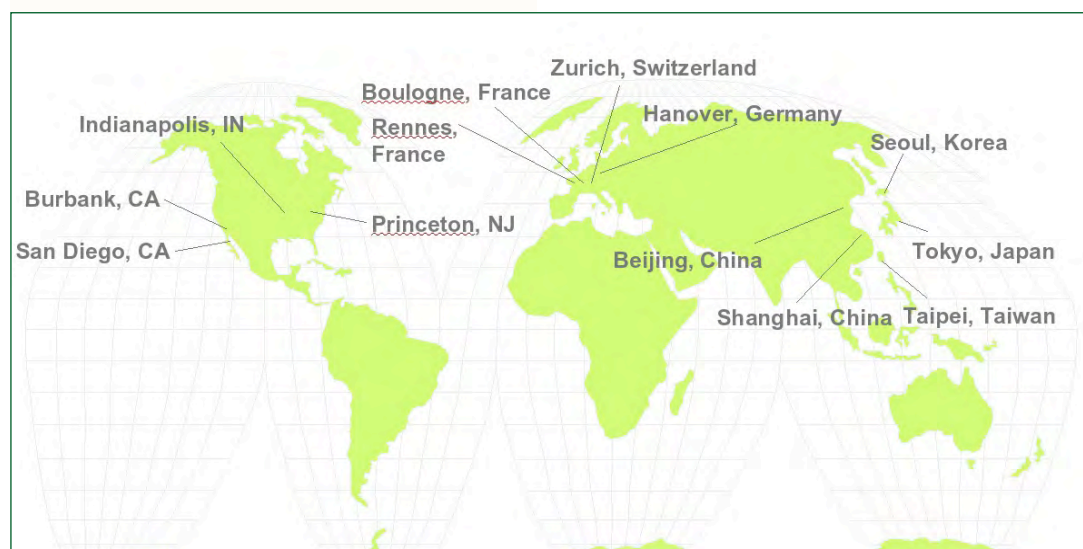 Zurich, Switzerland
Boulogne, France
Hanover, Germany
Indianapolis, IN
Rennes,
France
Seoul, Korea
Burbank, CA
Princeton, NJ
San Diego, CA
Beijing, China
Tokyo, Japan
Shanghai, China
Taipei, Taiwan